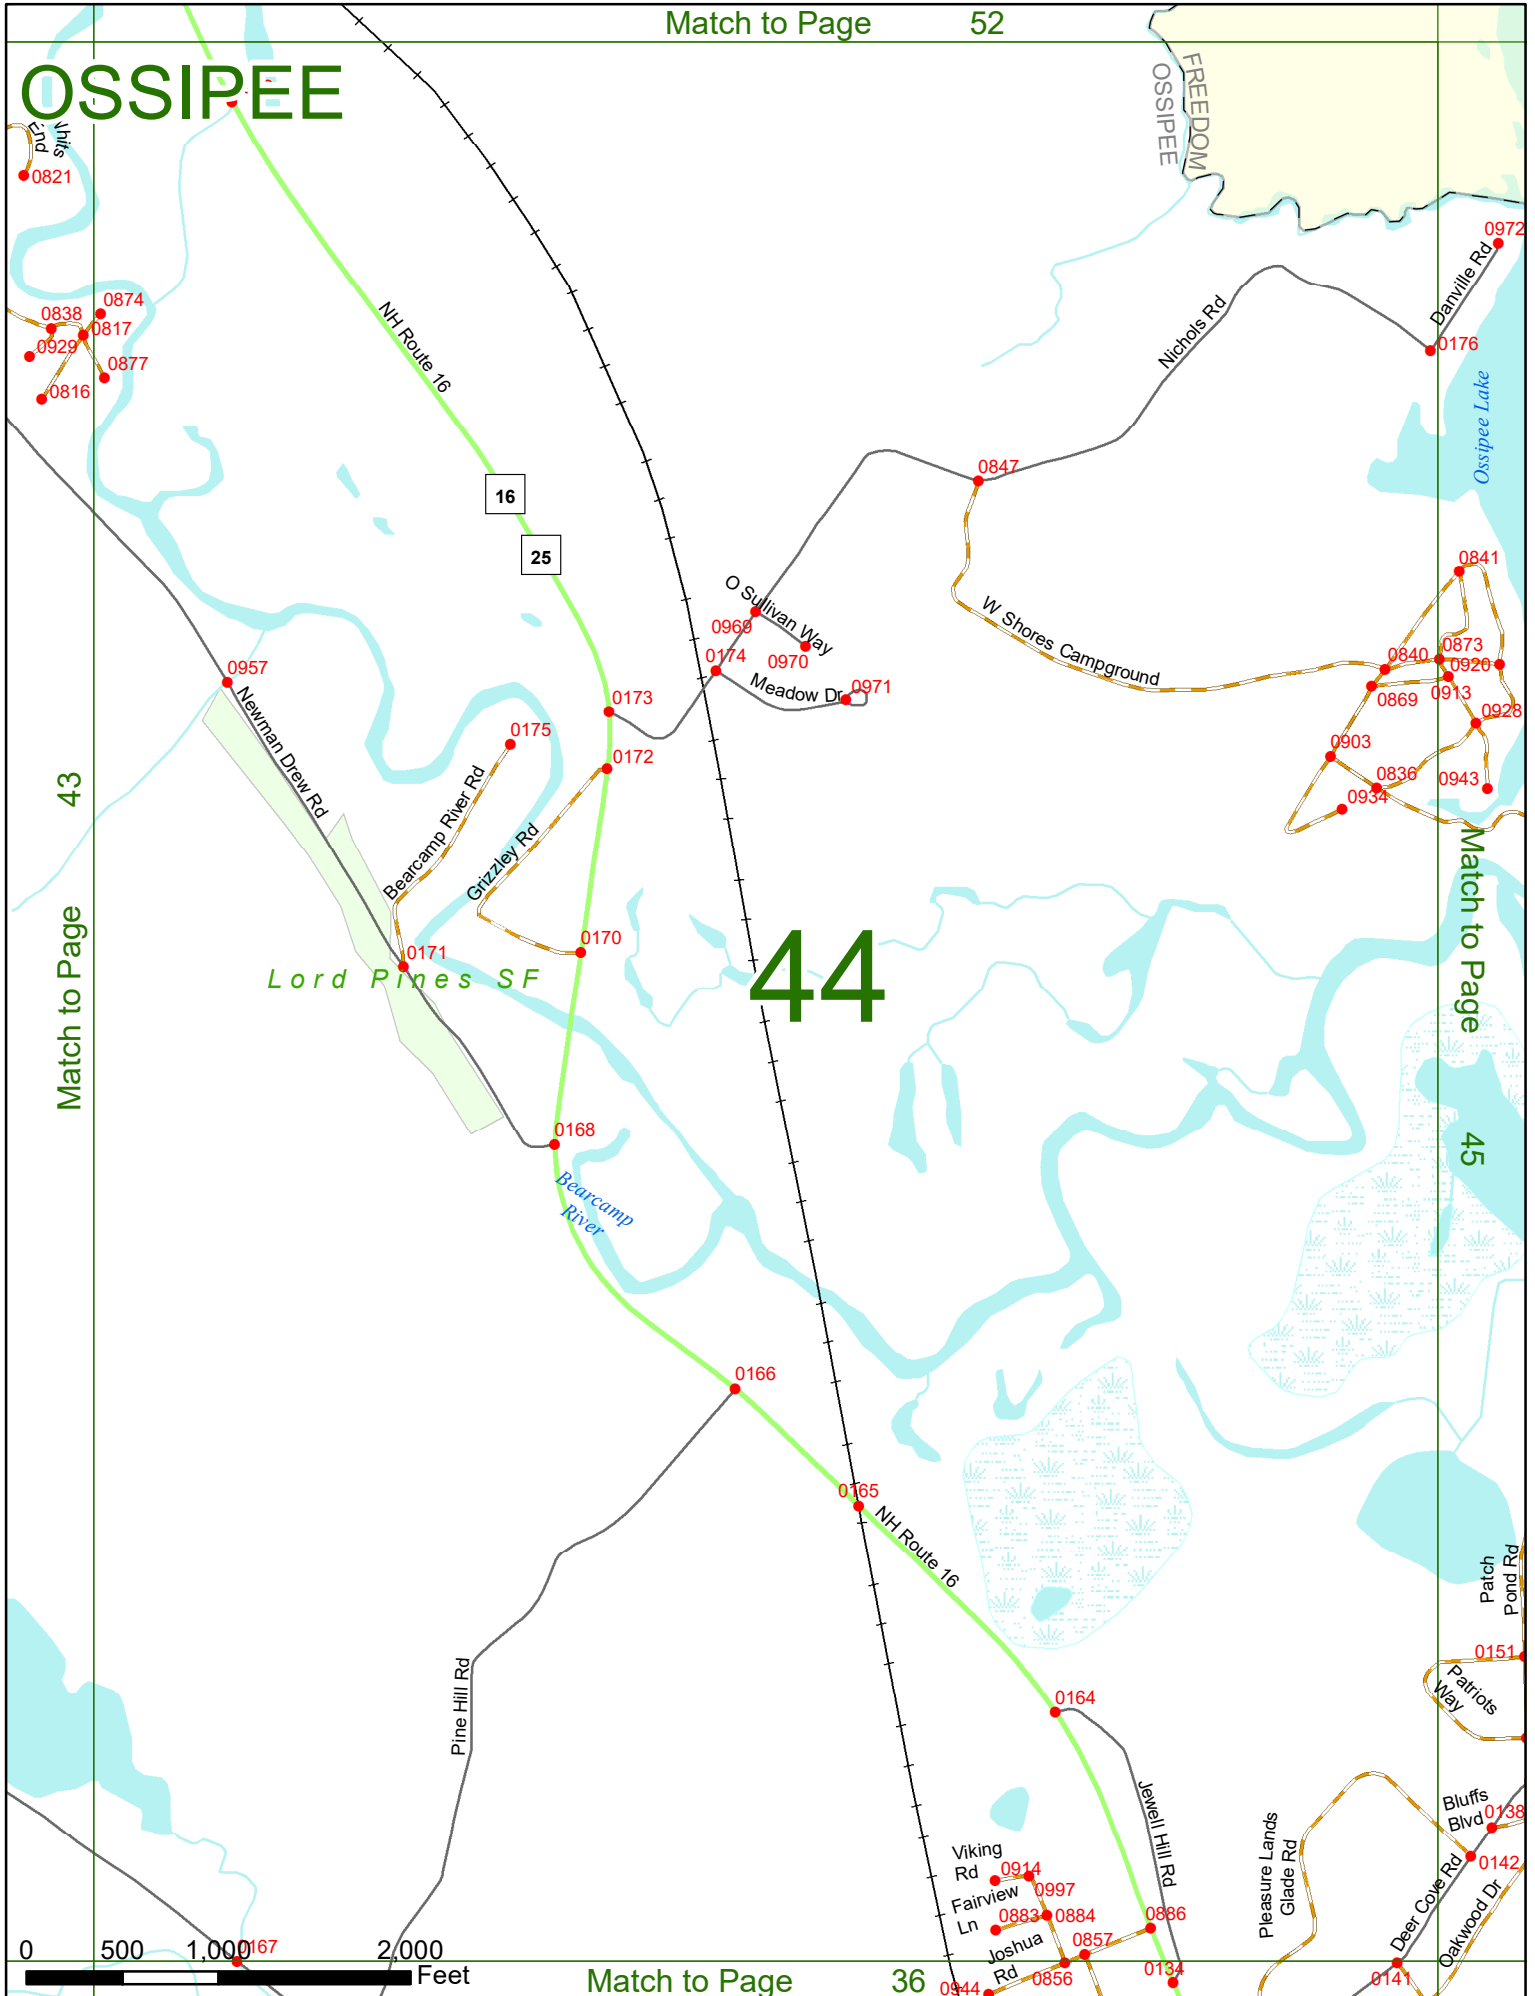 Match to Page 52
OSSIPEE
FREEDOM
OSSIPEE
Whits
End
0821
0972
Danville Rd
0874
0838
0817
0929
0877
0816
NH Route 16
Nichols Rd
0176
Ossipee Lake
0847
16
25
0841
O Sullivan Way
0969
0970
0174
W Shores Campground
0873
0840
0920
0957
Meadow Dr
0971
0913
0869
0173
0928
Newman Drew Rd
0175
0172
0903
0836
0943
0934
43
Match to Page
Bearcamp River Rd
Grizzley Rd
Match to Page
45
0171
0170
Lord Pines SF
44
0168
Bearcamp
River
0166
0165
NH Route 16
Patch
Pond Rd
0151
Patriots
Way
Pine Hill Rd
0164
Jewell Hill Rd
Bluffs
Blvd
0138
Pleasure Lands
Glade Rd
0142
Viking
Rd
0914
0997
Fairview
Ln
0883
0884
0886
Deer Cove Rd
Oakwood Dr
Joshua
Rd
0857
0856
0134
0141
0944
0167
0 500 1,000 2,000
Feet
Match to Page 36